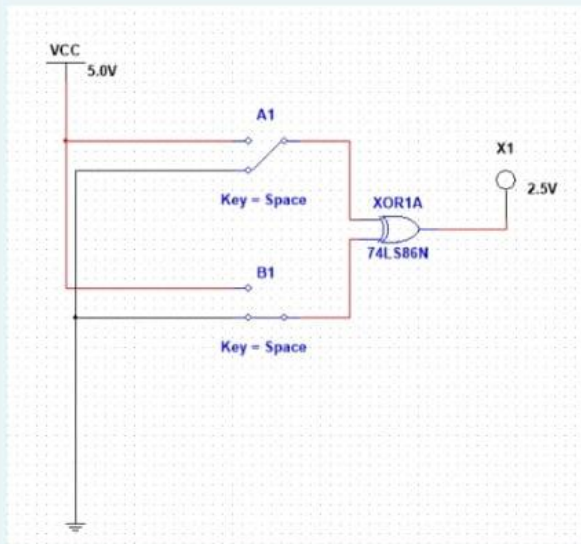 VCC
5.0V
A1
Key = Space
X1
2.5V
XOR1A
74LS86N
B1
Key = Space